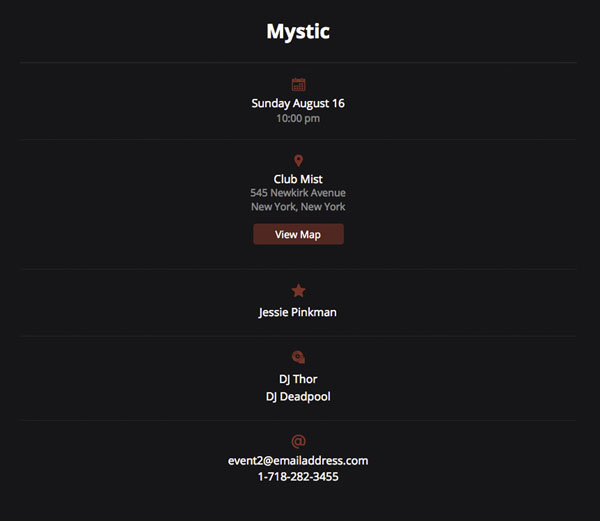 Mystic
Sunday August 16
10:00 pm
Club Mist
545 Newkirk Avenue
New York, New York
View Map
Jessie Pinkman
DJ Thor
DJ Deadpool
@
event2@emailaddress.com
1-718-282-3455